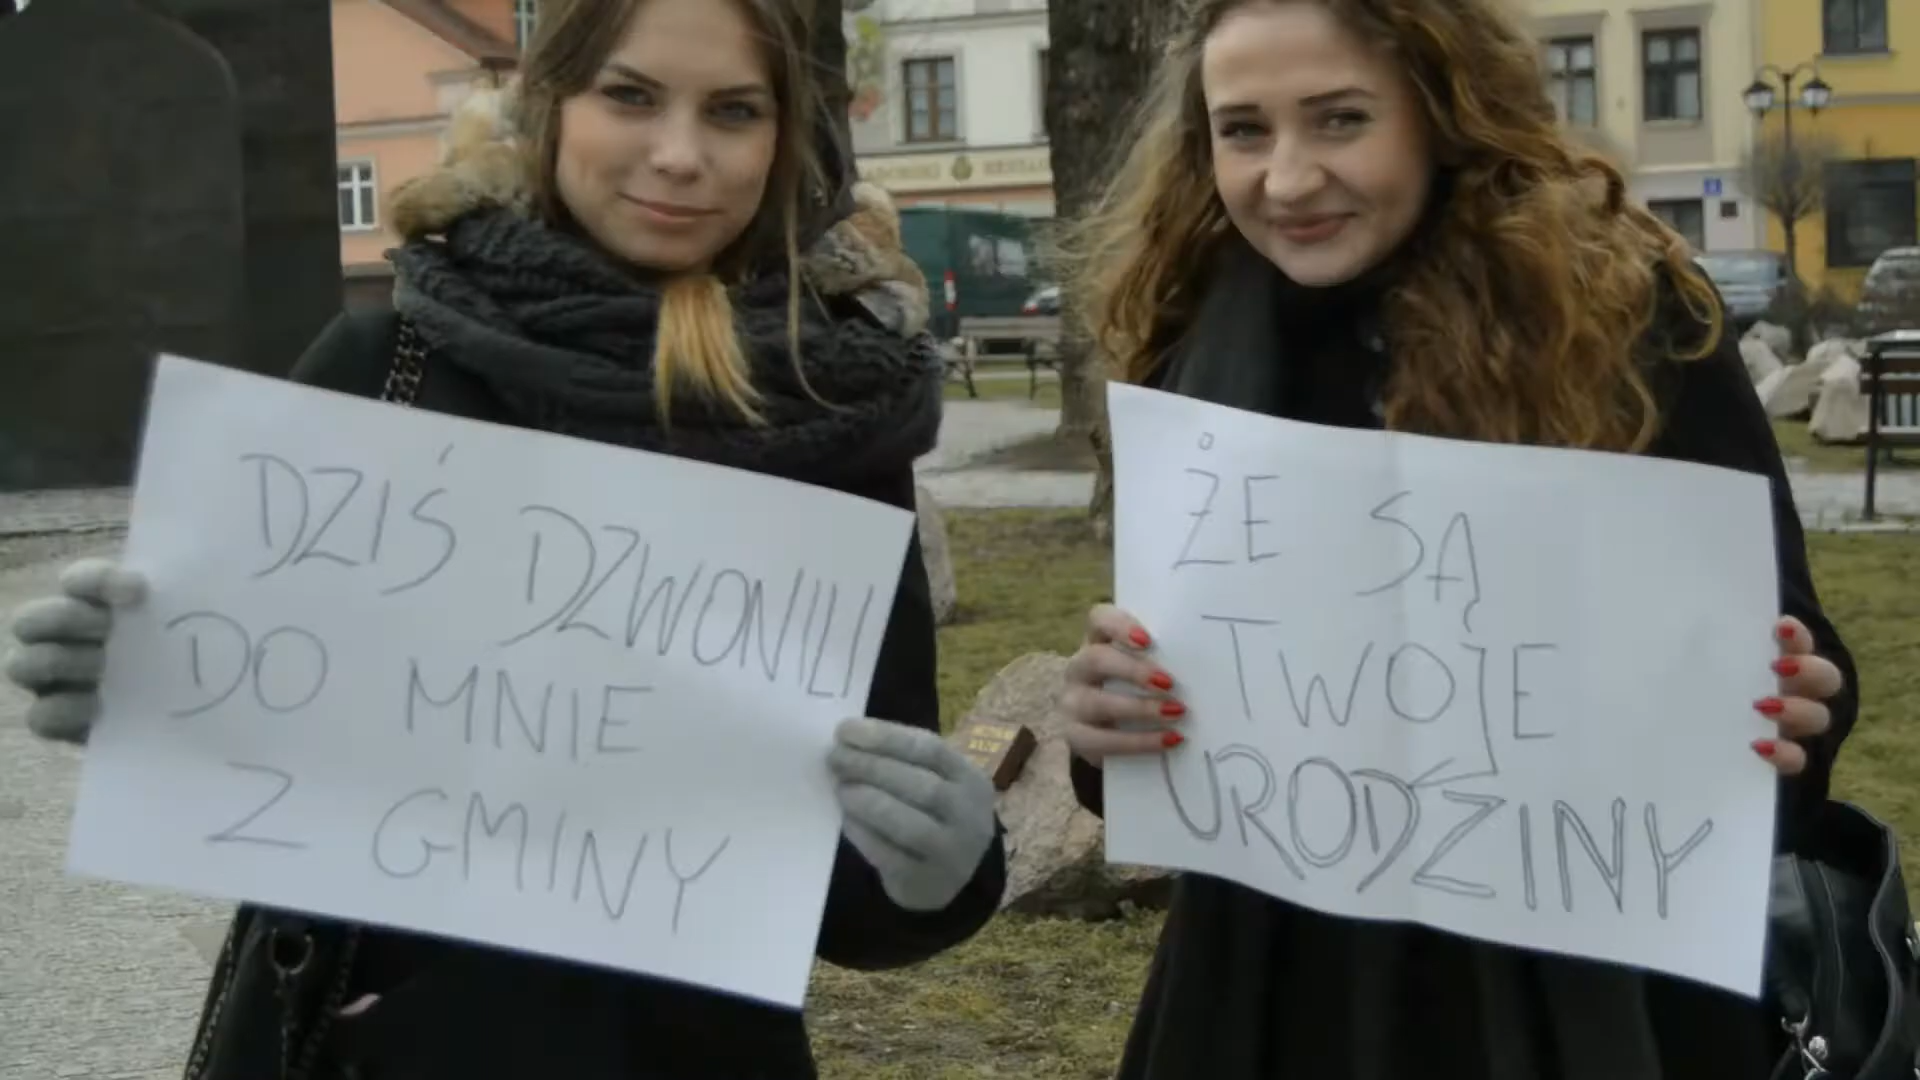 DZIŚ DZWONILI
DO MNIE
Z GMINY
ŻE SĄ
TWOJE
URODZINY